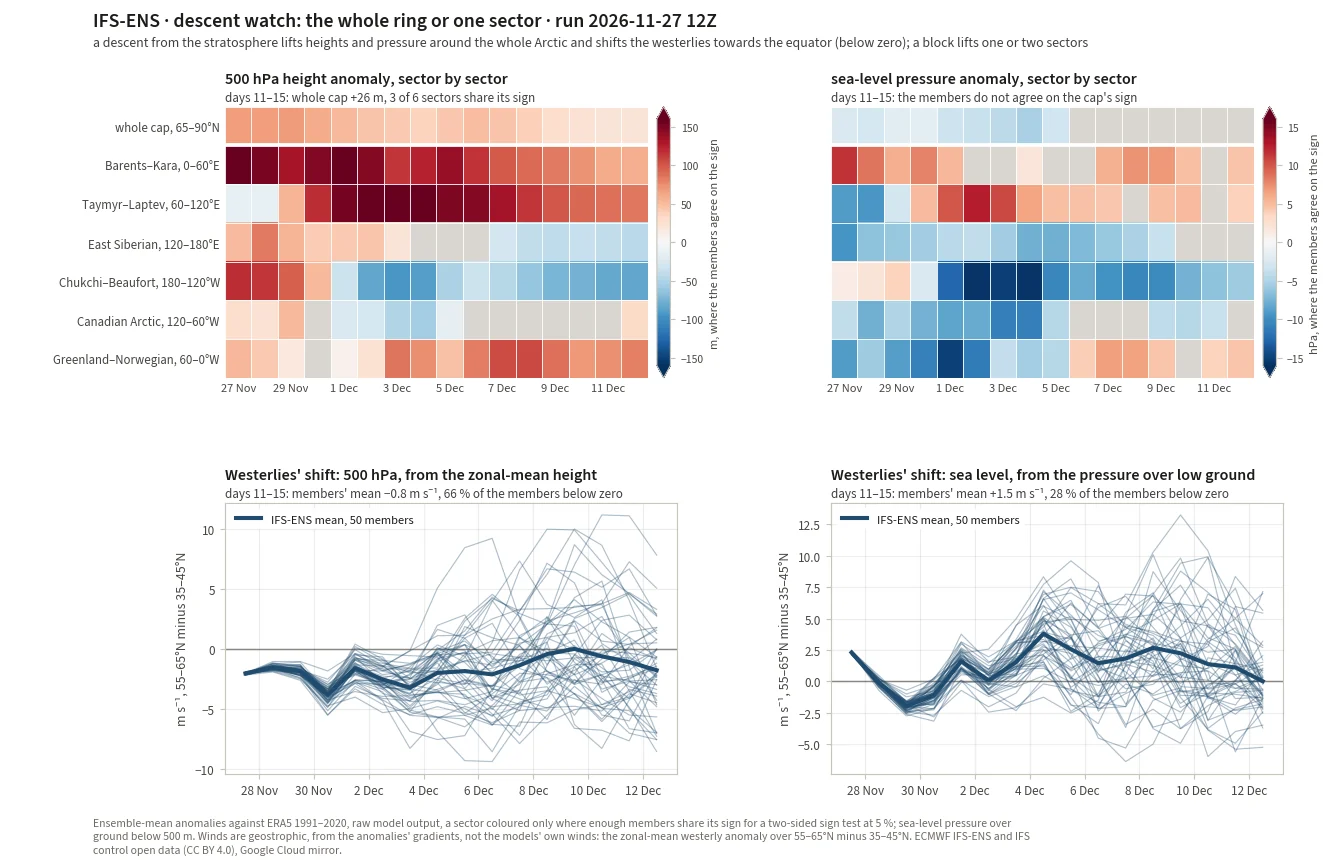 IFS-ENS · descent watch: the whole ring or one sector · run 2026-11-27 12Z
a descent from the stratosphere lifts heights and pressure around the whole Arctic and shifts the westerlies towards the equator (below zero); a block lifts one or two sectors
500 hPa height anomaly, sector by sector
days 11–15: whole cap +26 m, 3 of 6 sectors share its sign
whole cap, 65–90°N
Barents–Kara, 0–60°E
Taymyr–Laptev, 60–120°E
East Siberian, 120–180°E
Chukchi–Beaufort, 180–120°W
Canadian Arctic, 120–60°W
Greenland–Norwegian, 60–0°W
27 Nov 29 Nov 1 Dec 3 Dec 5 Dec 7 Dec 9 Dec 11 Dec
150
100
50
0
−50
−100
−150
m, where the members agree on the sign
sea-level pressure anomaly, sector by sector
days 11–15: the members do not agree on the cap's sign
27 Nov 29 Nov 1 Dec 3 Dec 5 Dec 7 Dec 9 Dec 11 Dec
15
10
5
0
−5
−10
−15
hPa, where the members agree on the sign
Westerlies' shift: 500 hPa, from the zonal-mean height
days 11–15: members' mean −0.8 m s⁻¹, 66 % of the members below zero
IFS-ENS mean, 50 members
m s⁻¹, 55–65°N minus 35–45°N
10
5
0
−5
−10
28 Nov 30 Nov 2 Dec 4 Dec 6 Dec 8 Dec 10 Dec 12 Dec
Westerlies' shift: sea level, from the pressure over low ground
days 11–15: members' mean +1.5 m s⁻¹, 28 % of the members below zero
IFS-ENS mean, 50 members
m s⁻¹, 55–65°N minus 35–45°N
12.5
10.0
7.5
5.0
2.5
0.0
−2.5
−5.0
28 Nov 30 Nov 2 Dec 4 Dec 6 Dec 8 Dec 10 Dec 12 Dec
Ensemble-mean anomalies against ERA5 1991–2020, raw model output, a sector coloured only where enough members share its sign for a two-sided sign test at 5 %; sea-level pressure over
ground below 500 m. Winds are geostrophic, from the anomalies' gradients, not the models' own winds: the zonal-mean westerly anomaly over 55–65°N minus 35–45°N. ECMWF IFS-ENS and IFS
control open data (CC BY 4.0), Google Cloud mirror.